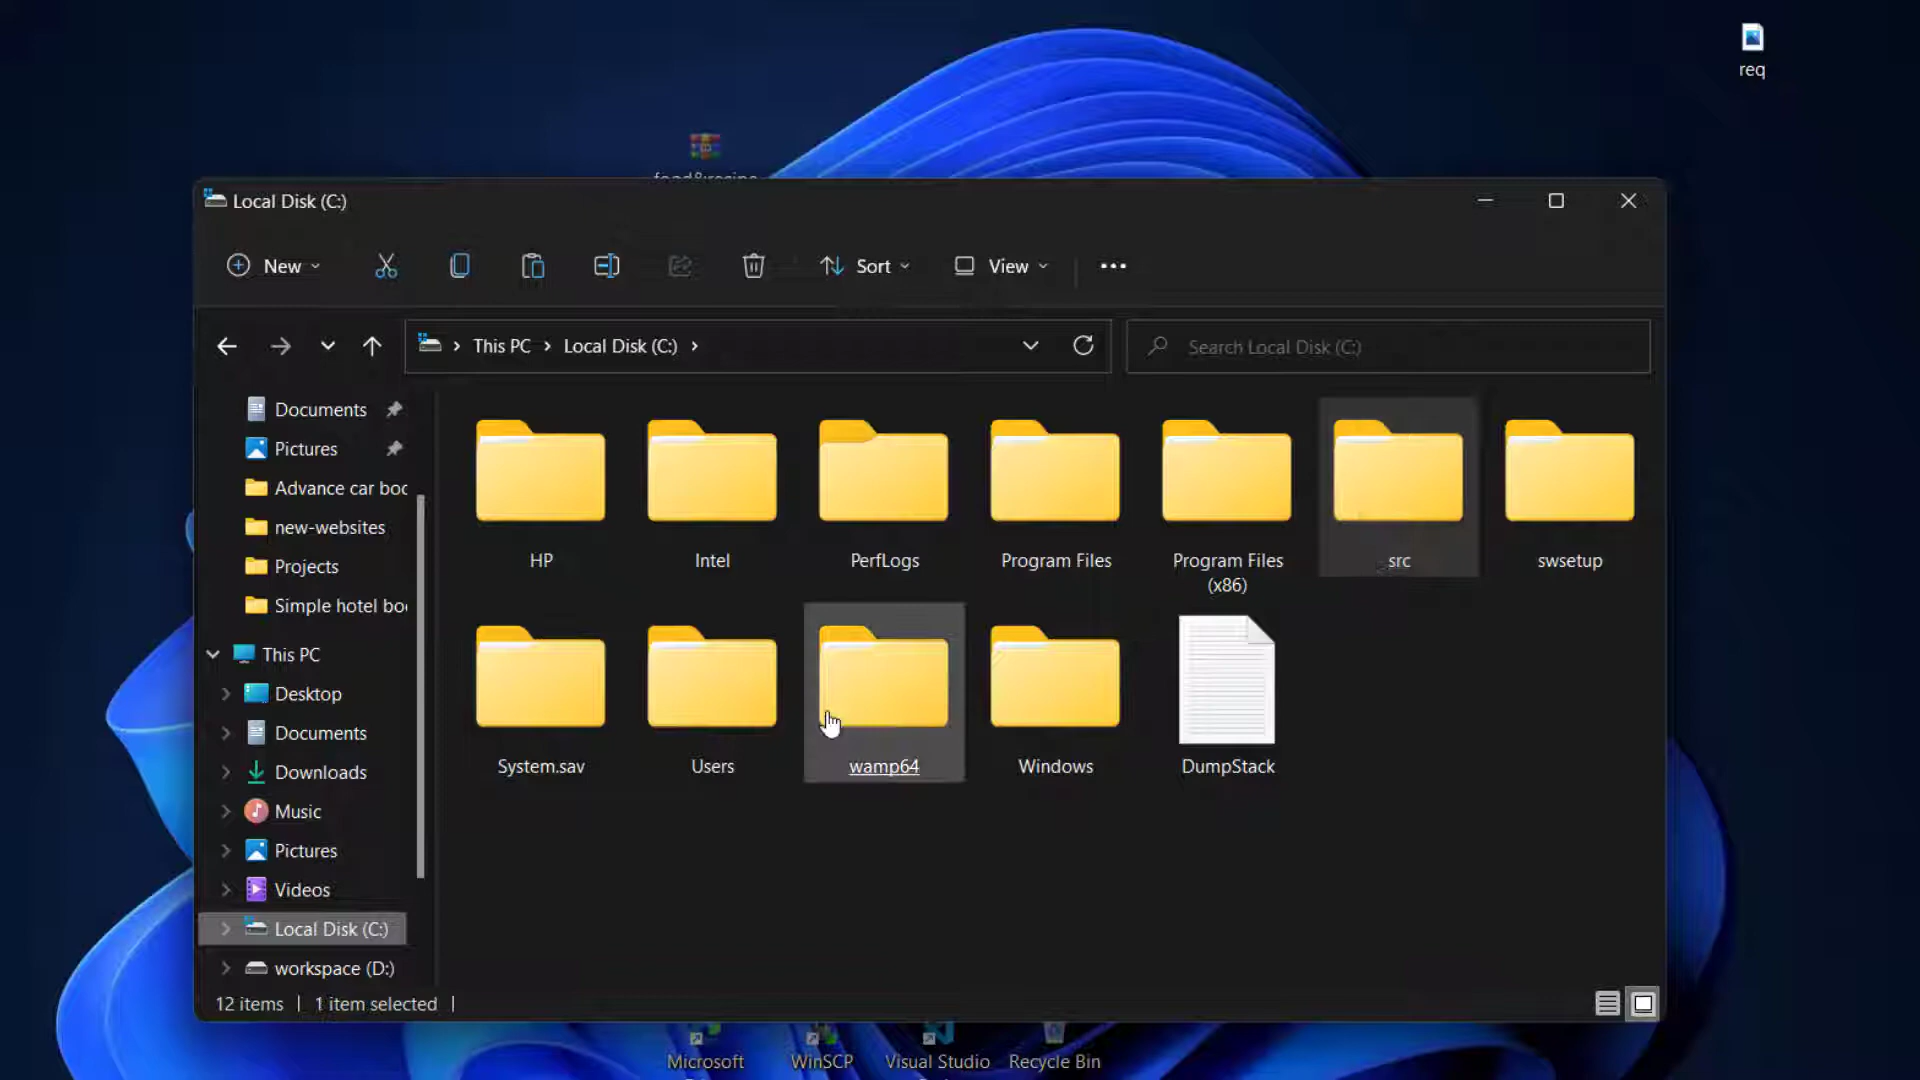 req
food&recipe
Local Disk (C:)
New
Sort
View
This PC
Local Disk (C:)
Search Local Disk (C:)
Documents
Pictures
Advance car boo
new-websites
Projects
Simple hotel boo
This PC
Desktop
Documents
Downloads
Music
Pictures
Videos
Local Disk (C:)
workspace (D:)
HP
Intel
PerfLogs
Program Files
Program Files
(x86)
src
swsetup
System.sav
Users
wamp64
Windows
DumpStack
12 items
1 item selected
Microsoft
WinSCP
Visual Studio
Recycle Bin